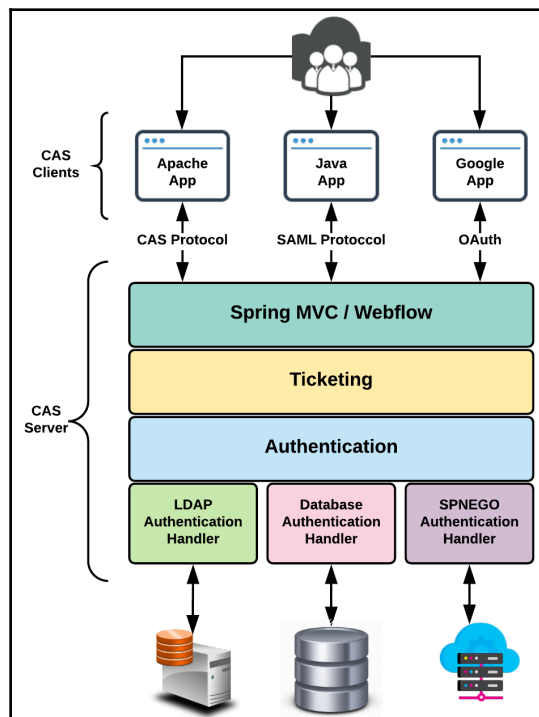 CAS
Clients
Apache
App
Java
App
Google
App
CAS Protocol
SAML Protoccol
OAuth
CAS
Server
Spring MVC / Webflow
Ticketing
Authentication
LDAP
Authentication
Handler
Database
Authentication
Handler
SPNEGO
Authentication
Handler